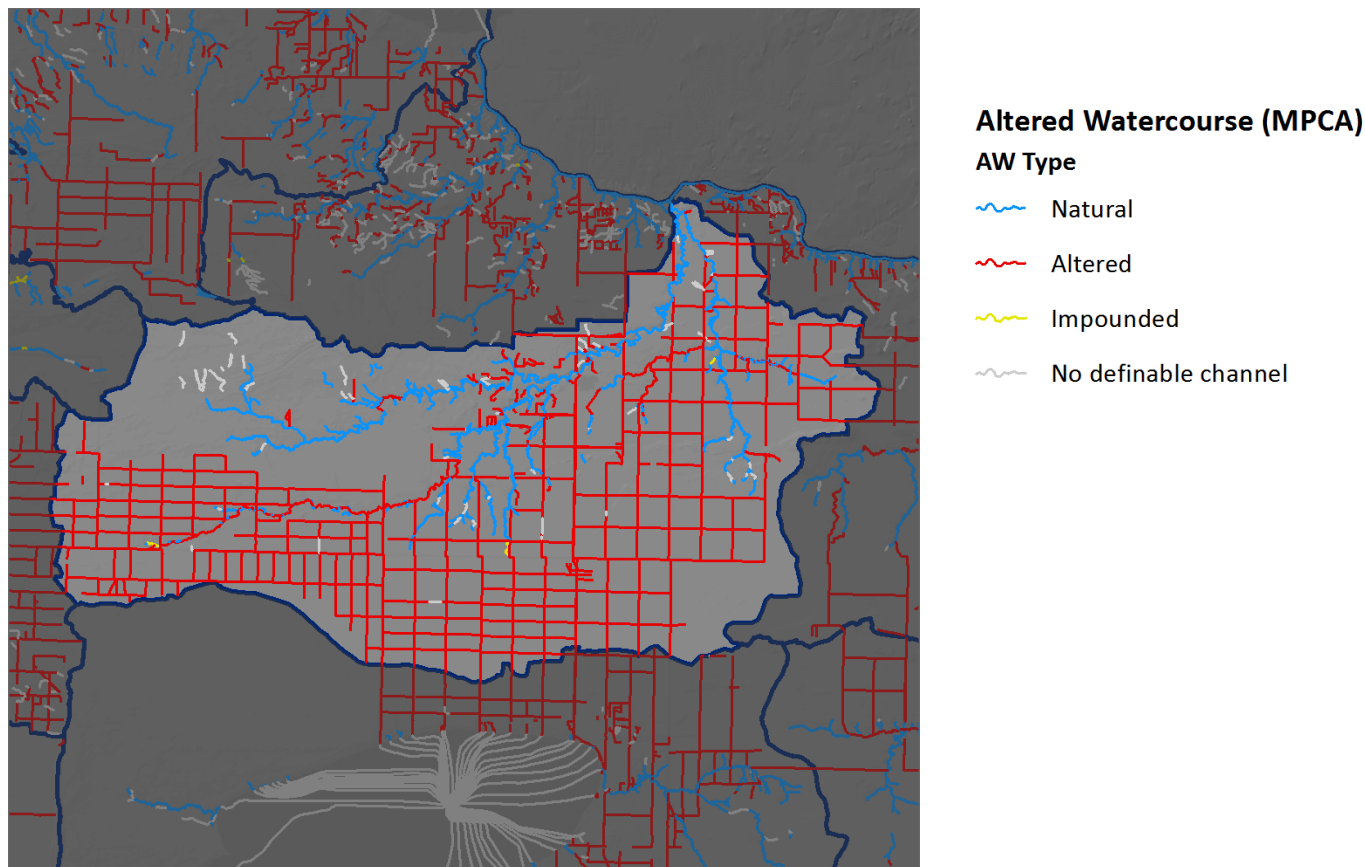 Altered Watercourse (MPCA)
AW Type
Natural
Altered
Impounded
No definable channel